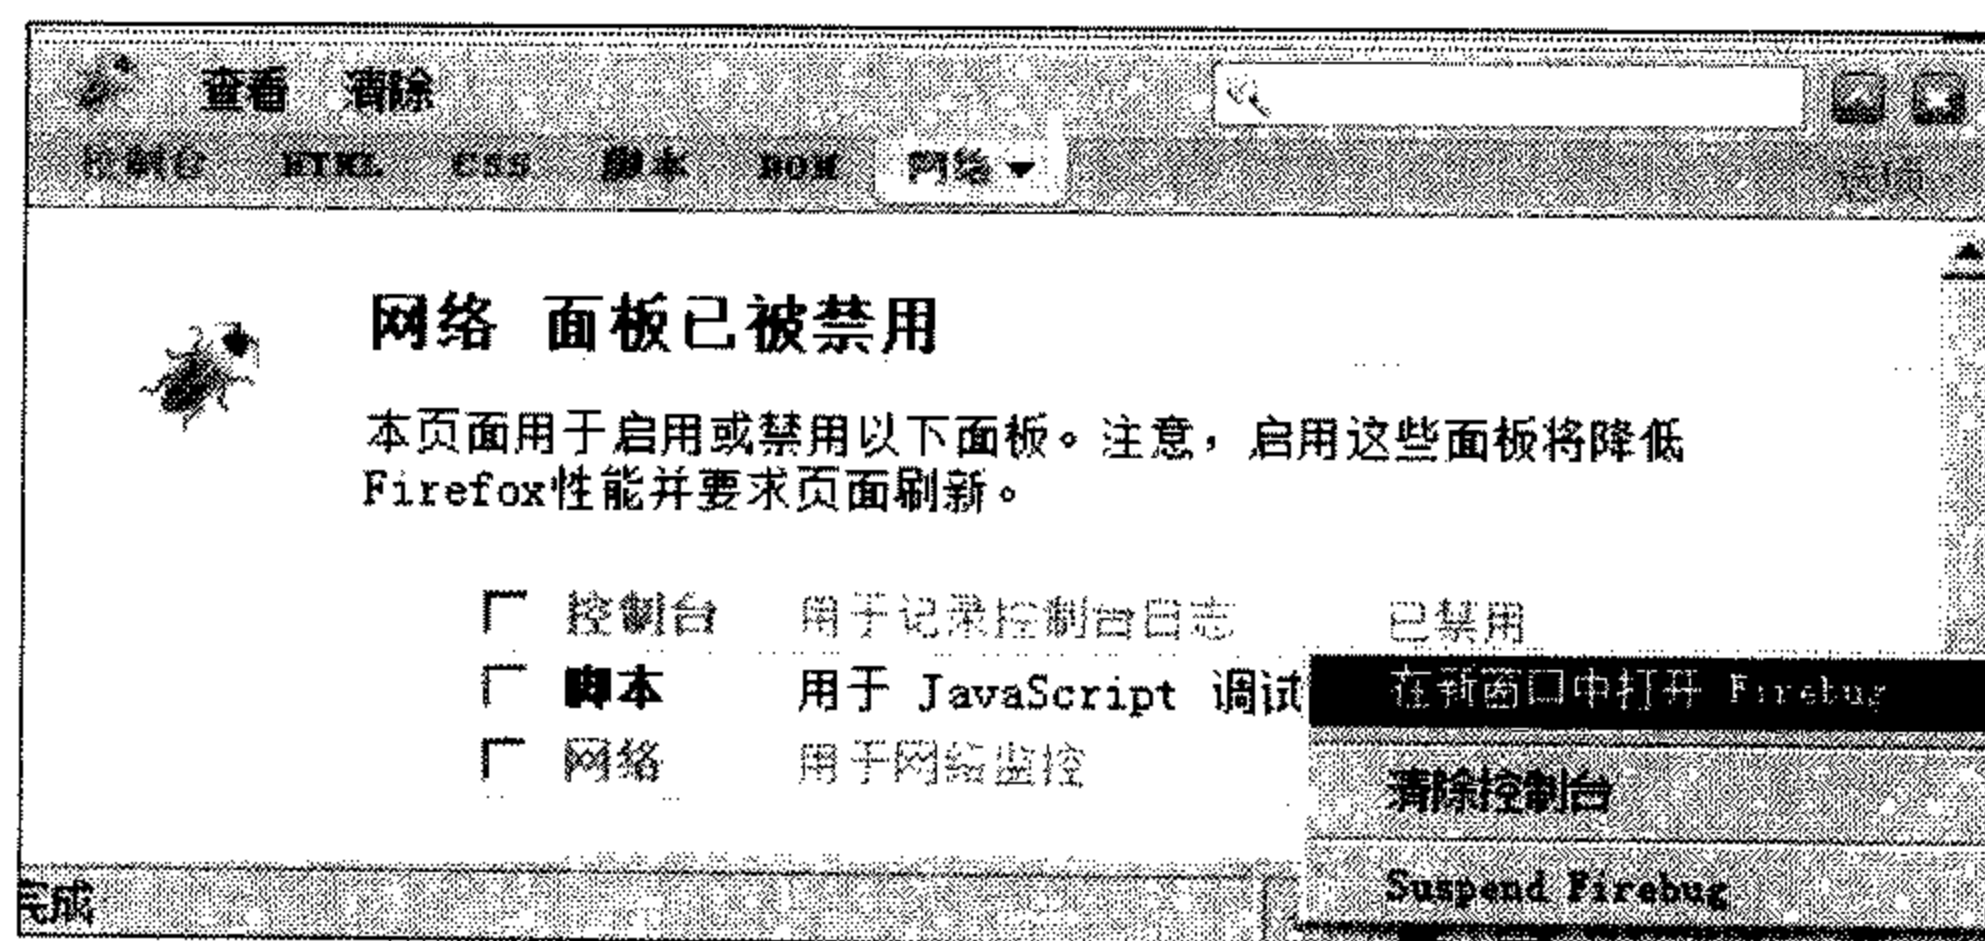 查看 清除
控制台 HTML CSS 脚本 DOM 网络
选项
网络 面板已被禁用
本页面用于启用或禁用以下面板。注意，启用这些面板将降低
Firefox性能并要求页面刷新。
控制台 用于记录控制台日志 已禁用
脚本 用于 JavaScript 调试
网络 用于网络监控
在新窗口中打开 Firebug
清除控制台
Suspend Firebug
完成